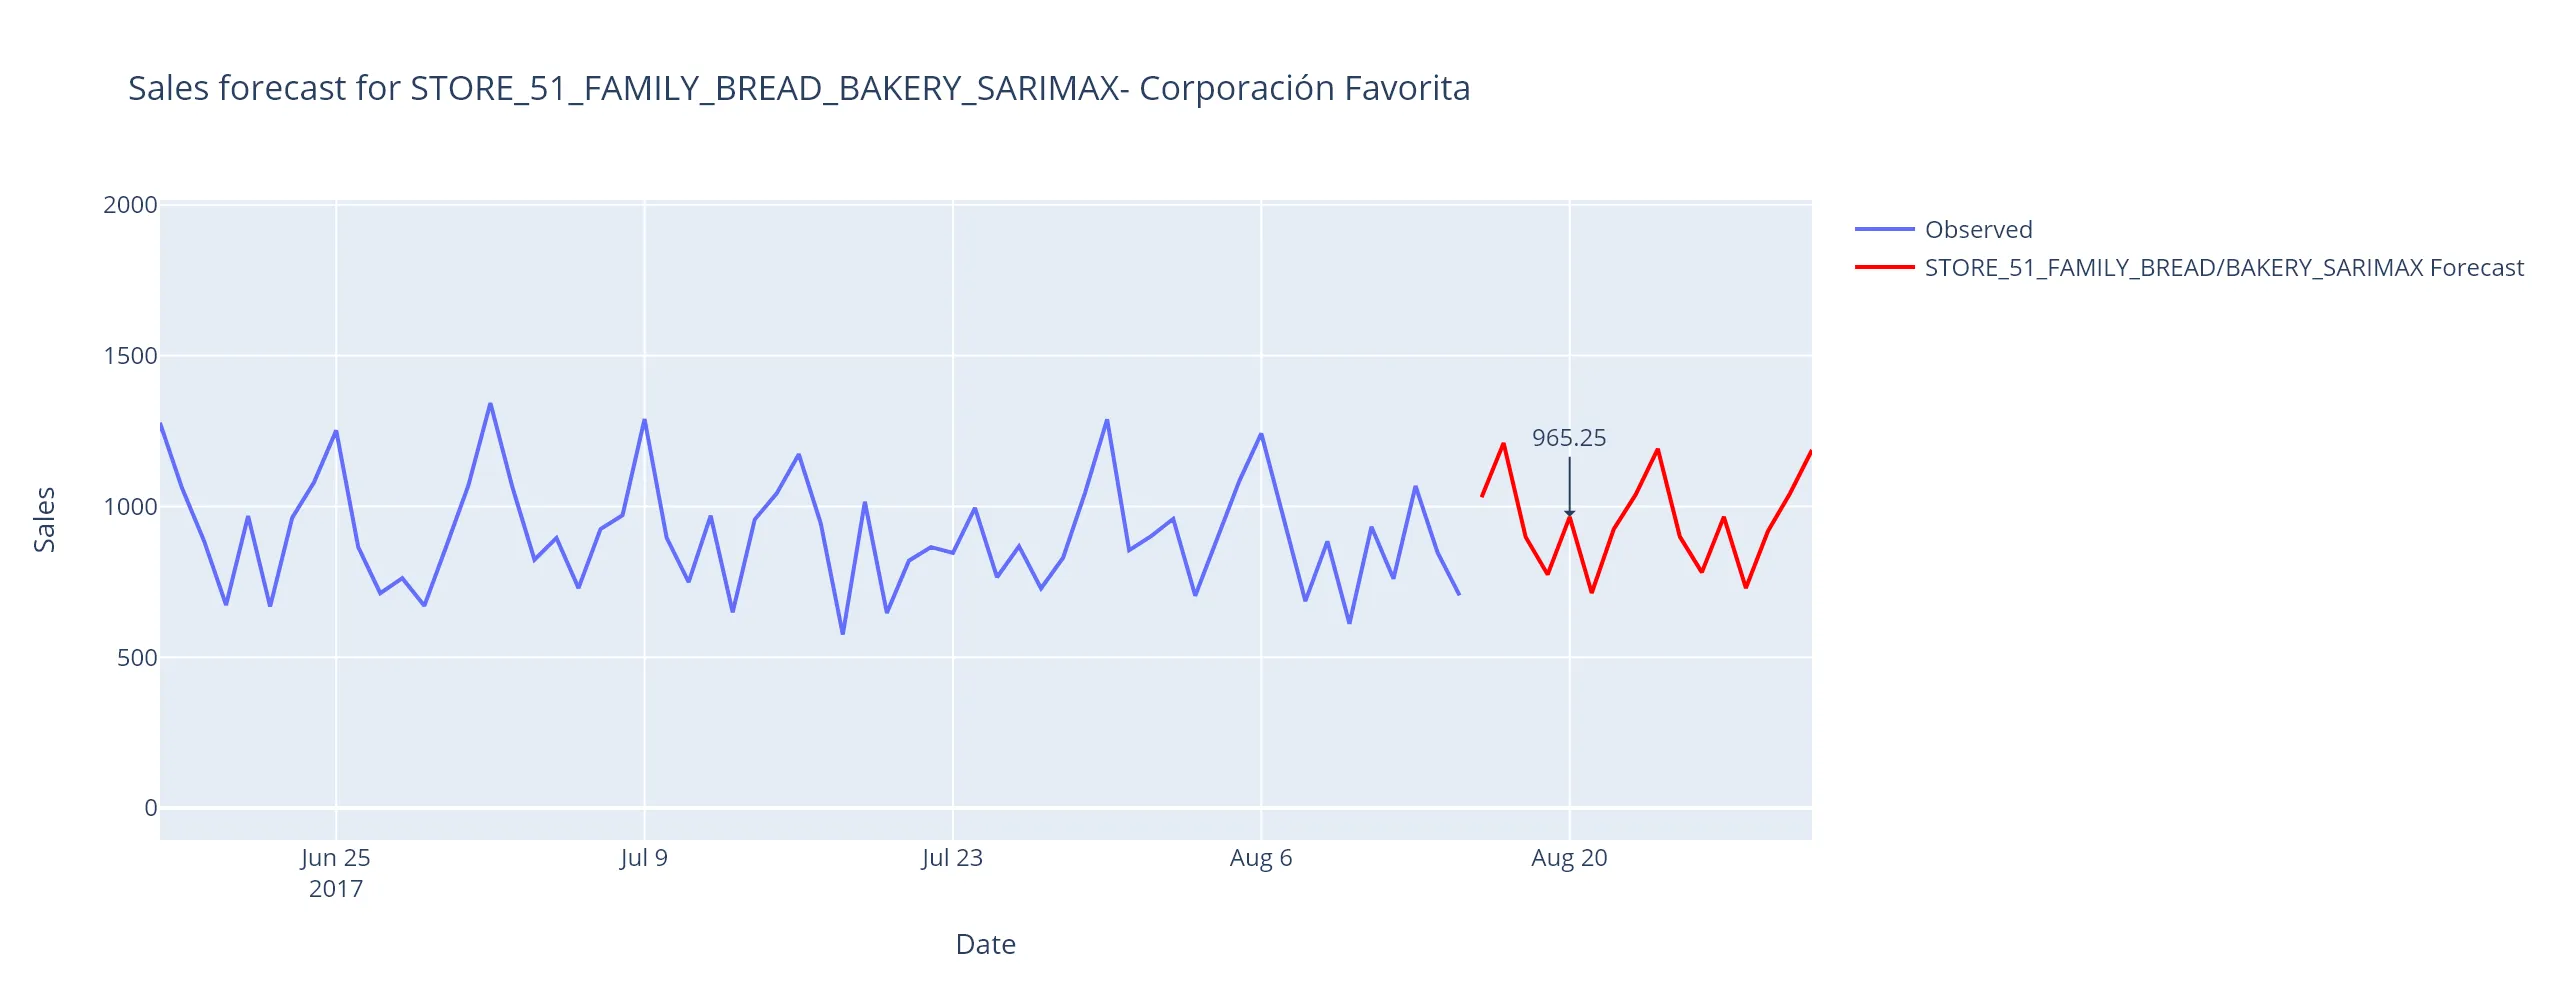 Sales forecast for STORE_51_FAMILY_BREAD_BAKERY_SARIMAX- Corporación Favorita
2000
1500
1000
500
0
Sales
965.25
Jun 25
2017
Jul 9
Jul 23
Aug 6
Aug 20
Date
Observed
STORE_51_FAMILY_BREAD/BAKERY_SARIMAX Forecast